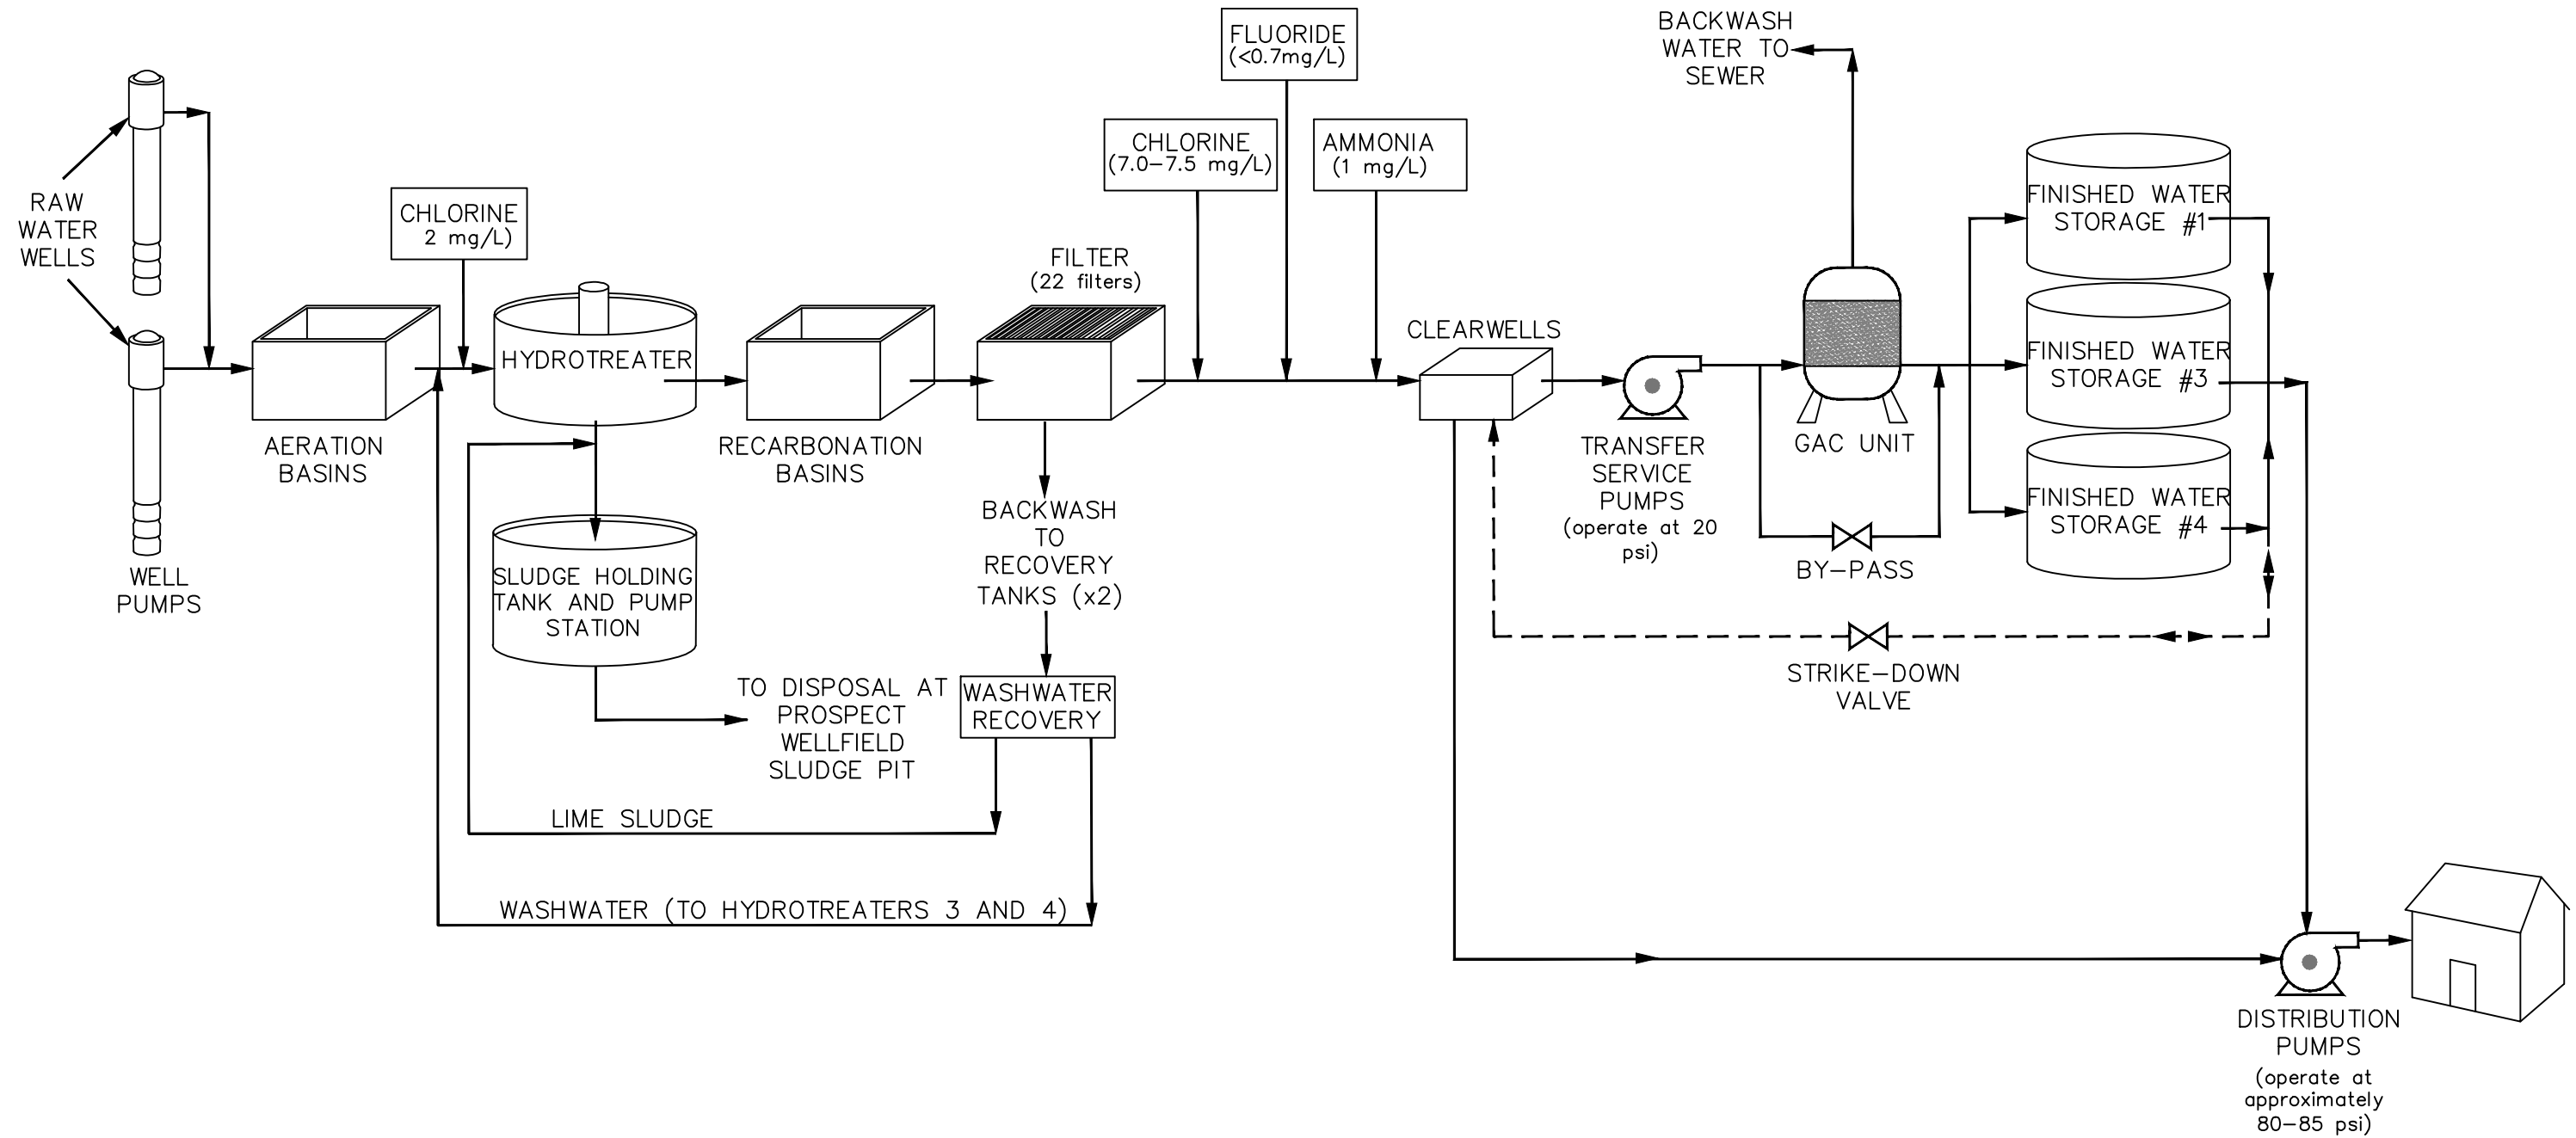 RAW
WATER
WELLS
WELL
PUMPS
AERATION
BASINS
CHLORINE
2 mg/L)
HYDROTREATER
SLUDGE HOLDING
TANK AND PUMP
STATION
TO DISPOSAL AT
PROSPECT
WELLFIELD
SLUDGE PIT
LIME SLUDGE
WASHWATER (TO HYDROTREATERS 3 AND 4)
RECARBONATION
BASINS
FILTER
(22 filters)
BACKWASH
TO
RECOVERY
TANKS (x2)
WASHWATER
RECOVERY
CHLORINE
(7.0-7.5 mg/L)
FLUORIDE
(<0.7mg/L)
AMMONIA
(1 mg/L)
CLEARWELLS
TRANSFER
SERVICE
PUMPS
(operate at 20
psi)
BACKWASH
WATER TO
SEWER
GAC UNIT
BY-PASS
STRIKE-DOWN
VALVE
FINISHED WATER
STORAGE #1
FINISHED WATER
STORAGE #3
FINISHED WATER
STORAGE #4
DISTRIBUTION
PUMPS
(operate at
approximately
80-85 psi)